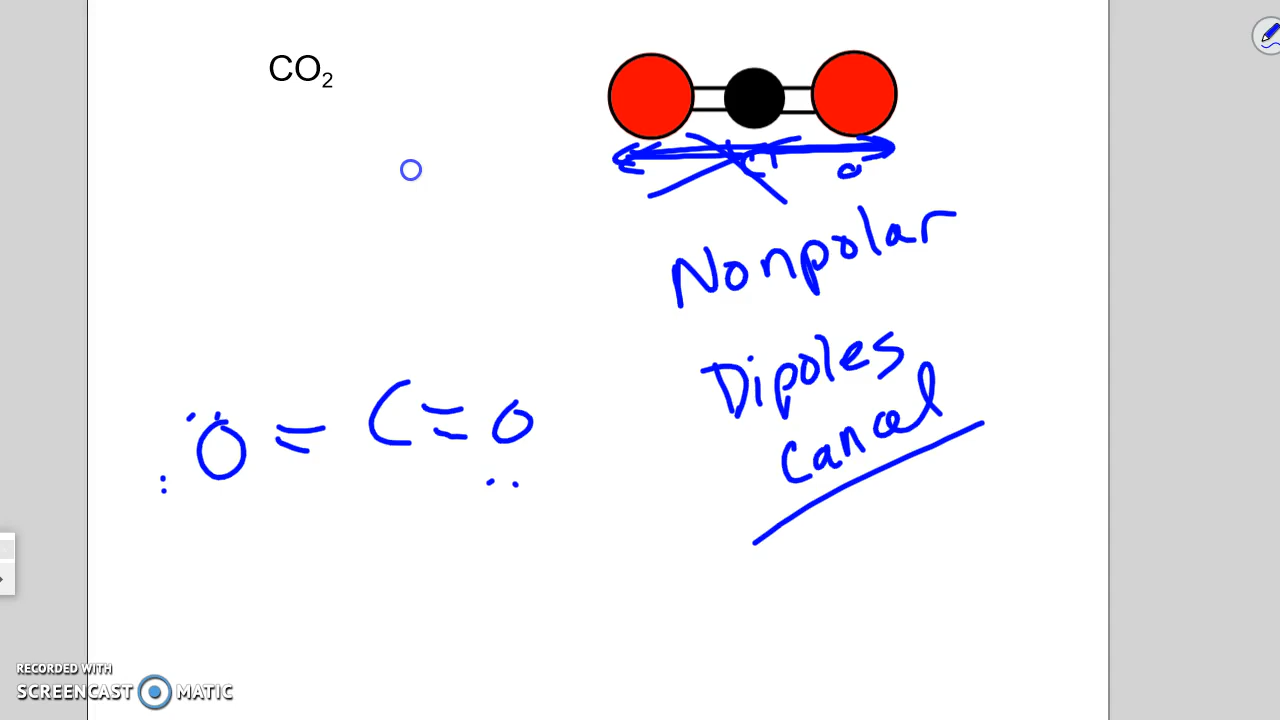 CO₂
Nonpolar
Dipoles
Cancel
:Ö = C = O
RECORDED WITH
SCREENCAST MATIC